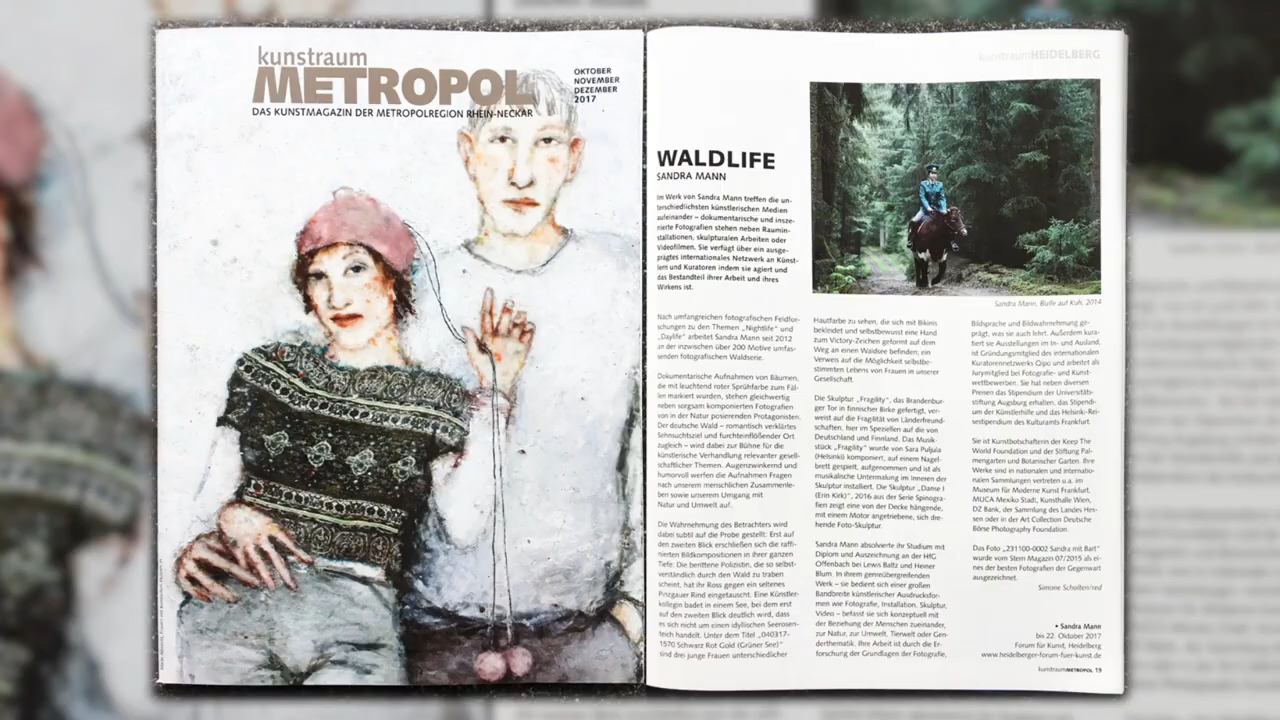 kunstraum
METROPOL
DAS KUNSTMAGAZIN DER METROPOLREGION RHEIN-NECKAR
OKTOBER
NOVEMBER
DEZEMBER
2017
kunstraumHEIDELBERG
WALDLIFE
SANDRA MANN
Im Werk von Sandra Mann treffen die un-
terschiedlichsten künstlerischen Medien
aufeinander – dokumentarische und insze-
nierte Fotografien stehen neben Raumin-
stallationen, skulpturalen Arbeiten oder
Videofilmen. Sie verfügt über ein ausge-
prägtes internationales Netzwerk an Künst-
lern und Kuratoren indem sie agiert und
das Bestandteil ihrer Arbeit und ihres
Wirkens ist.
Sandra Mann, Bulle auf Kuh, 2014
Nach umfangreichen fotografischen Feldfor-
schungen zu den Themen „Nightlife“ und
„Daylife“ arbeitet Sandra Mann seit 2012
an der inzwischen über 200 Motive umfas-
senden fotografischen Waldserie.
Dokumentarische Aufnahmen von Bäumen,
die mit leuchtend roter Sprühfarbe zum Fäl-
len markiert wurden, stehen gleichwertig
neben sorgsam komponierten Fotografien
von in der Natur posierenden Protagonisten.
Der deutsche Wald – romantisch verklärtes
Sehnsuchtsziel und furchteinflößender Ort
zugleich – wird dabei zur Bühne für die
künstlerische Verhandlung relevanter gesell-
schaftlicher Themen. Augenzwinkernd und
humorvoll werfen die Aufnahmen Fragen
nach unserem menschlichen Zusammenle-
ben sowie unserem Umgang mit
Natur und Umwelt auf.
Die Wahrnehmung des Betrachters wird
dabei subtil auf die Probe gestellt: Erst auf
den zweiten Blick erschließen sich die raffi-
nierten Bildkompositionen in ihrer ganzen
Tiefe. Die berittene Polizistin, die so selbst-
verständlich durch den Wald zu traben
scheint, hat ihr Ross gegen ein seltenes
Pinzgauer Rind eingetauscht. Eine Künstler-
kollegin badet in einem See, bei dem erst
auf den zweiten Blick deutlich wird, dass
es sich nicht um einen idyllischen Seerosen-
teich handelt. Unter dem Titel „040317-
1570 Schwarz Rot Gold (Grüner See)“
sind drei junge Frauen unterschiedlicher
Hautfarbe zu sehen, die sich mit Bikinis
bekleidet und selbstbewusst eine Hand
zum Victory-Zeichen geformt auf dem
Weg an einen Waldsee befinden; ein
Verweis auf die Möglichkeit selbstbe-
stimmten Lebens von Frauen in unserer
Gesellschaft.
Die Skulptur „Fragility“, das Brandenbur-
ger Tor in finnischer Birke gefertigt, ver-
weist auf die Fragilität von Länderfreund-
schaften, hier im Speziellen auf die von
Deutschland und Finnland. Das Musik-
stück „Fragility“ wurde von Sara Puljula
(Helsinki) komponiert, auf einem Nagel-
brett gespielt, aufgenommen und ist als
musikalische Untermalung im Inneren der
Skulptur installiert. Die Skulptur „Dame I
(Erin Kirk)“, 2016 aus der Serie Spinogra-
fien zeigt eine von der Decke hängende,
mit einem Motor angetriebene, sich dre-
hende Foto-Skulptur.
Sandra Mann absolvierte ihr Studium mit
Diplom und Auszeichnung an der HfG
Offenbach bei Lewis Baltz und Heiner
Blum. In ihrem genreübergreifenden
Werk – sie bedient sich einer großen
Bandbreite künstlerischer Ausdrucksfor-
men wie Fotografie, Installation, Skulptur,
Video – befasst sie sich konzeptuell mit
der Beziehung der Menschen zueinander,
zur Natur, zur Umwelt, Tierwelt oder Gen-
derthematik. Ihre Arbeit ist durch die Er-
forschung der Grundlagen der Fotografie,
Bildsprache und Bildwahrnehmung ge-
prägt, was sie auch lehrt. Außerdem kura-
tiert sie Ausstellungen im In- und Ausland,
ist Gründungsmitglied des internationalen
Kuratorennetzwerks Qipo und arbeitet als
Jurymitglied bei Fotografie- und Kunst-
wettbewerben. Sie hat neben diversen
Preisen das Stipendium der Universitäts-
stiftung Augsburg erhalten, das Stipendi-
um der Künstlerhilfe und das Helsinki-Rei-
sestipendium des Kulturamts Frankfurt.
Sie ist Kunstbotschafterin der Keep The
World Foundation und der Stiftung Pal-
mengarten und Botanischer Garten. Ihre
Werke sind in nationalen und internatio-
nalen Sammlungen vertreten u.a. im
Museum für Moderne Kunst Frankfurt,
MUCA Mexiko Stadt, Kunsthalle Wien,
DZ Bank, der Sammlung des Landes Hes-
sen oder in der Art Collection Deutsche
Börse Photography Foundation.
Das Foto „231100-0002 Sandra mit Bart“
wurde vom Stern Magazin 07/2015 als ei-
nes der besten Fotografien der Gegenwart
ausgezeichnet.
Simone Scholten/red
• Sandra Mann
bis 22. Oktober 2017
Forum für Kunst, Heidelberg
www.heidelberger-forum-fuer-kunst.de
kunstraumMETROPOL 19